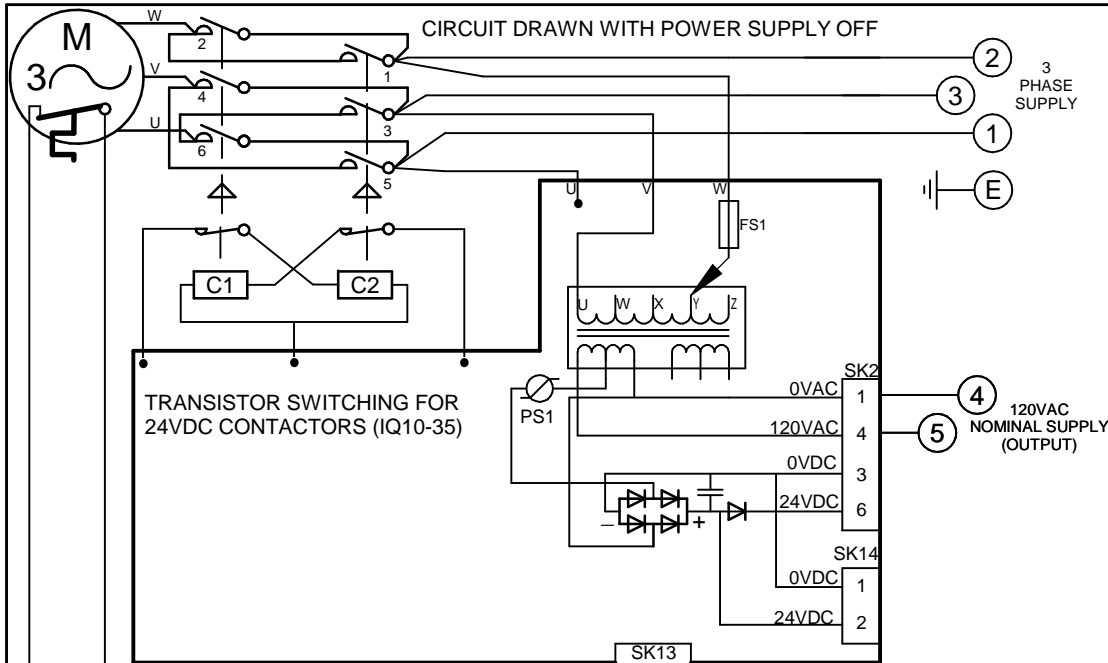 CIRCUIT DRAWN WITH POWER SUPPLY OFF
W
M
3
V
U
2
1
4
3
6
5
2
3
1
E
3
PHASE
SUPPLY
U V W
FS1
C1 C2
U W X Y Z
TRANSISTOR SWITCHING FOR
24VDC CONTACTORS (IQ10-35)
PS1
SK2
0VAC 1
120VAC 4
0VDC 3
24VDC 6
4
5
120VAC
NOMINAL SUPPLY
(OUTPUT)
– +
SK14
0VDC 1
24VDC 2
SK13